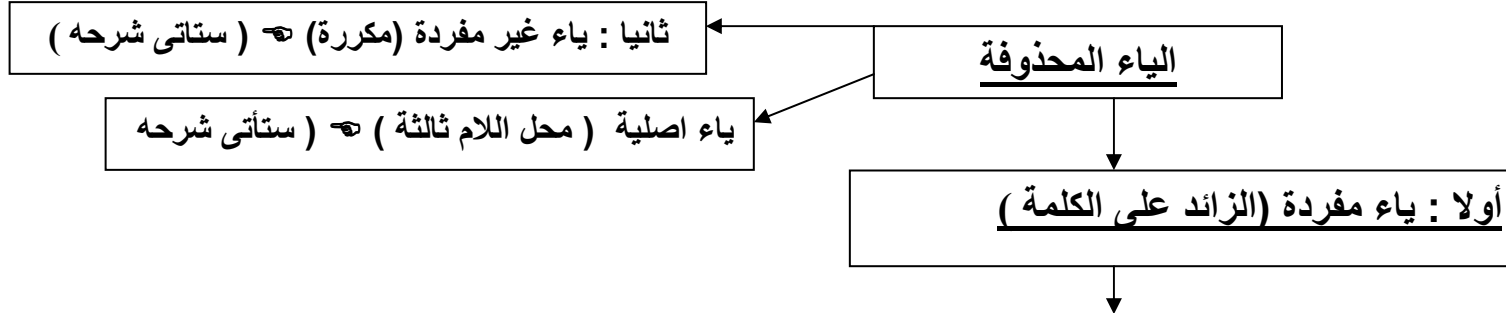 الياء المحذوفة
ثانيا : ياء غير مفردة (مكررة) ☜ ( ستاتى شرحه )
ياء اصلية ( محل اللام ثالثة ) ☜ ( ستأتى شرحه
أولا : ياء مفردة (الزائد على الكلمة )